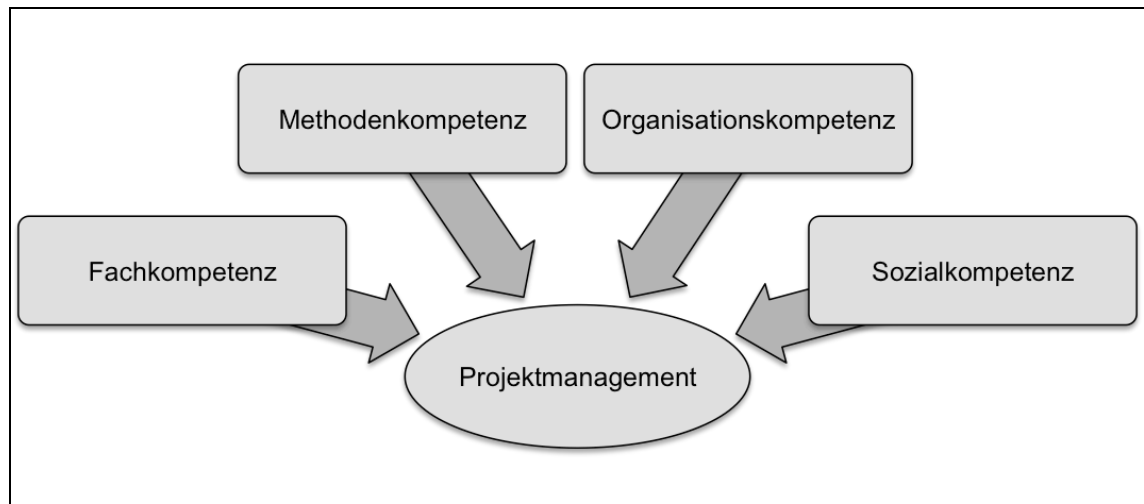 Methodenkompetenz
Organisationskompetenz
Fachkompetenz
Sozialkompetenz
Projektmanagement